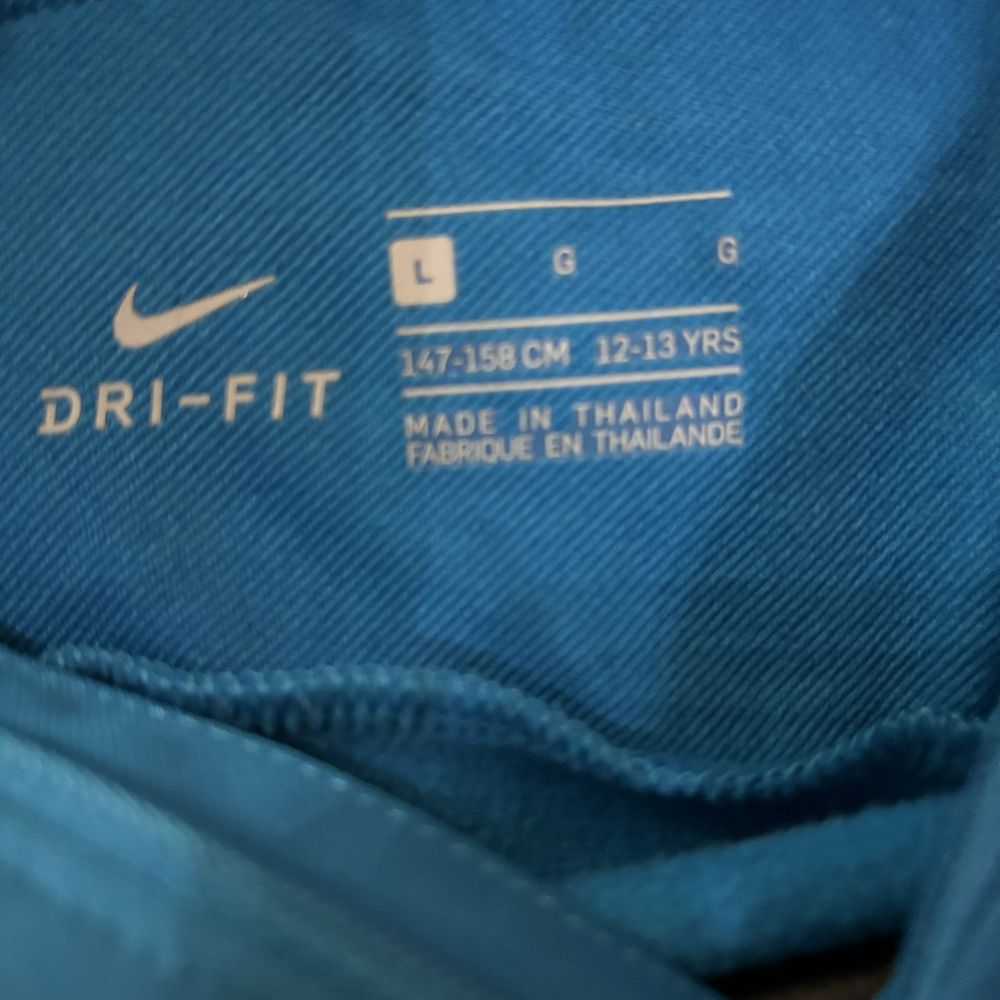 DRI-FIT
L G G
147-158 CM 12-13 YRS
MADE IN THAILAND
FABRIQUE EN THAILANDE